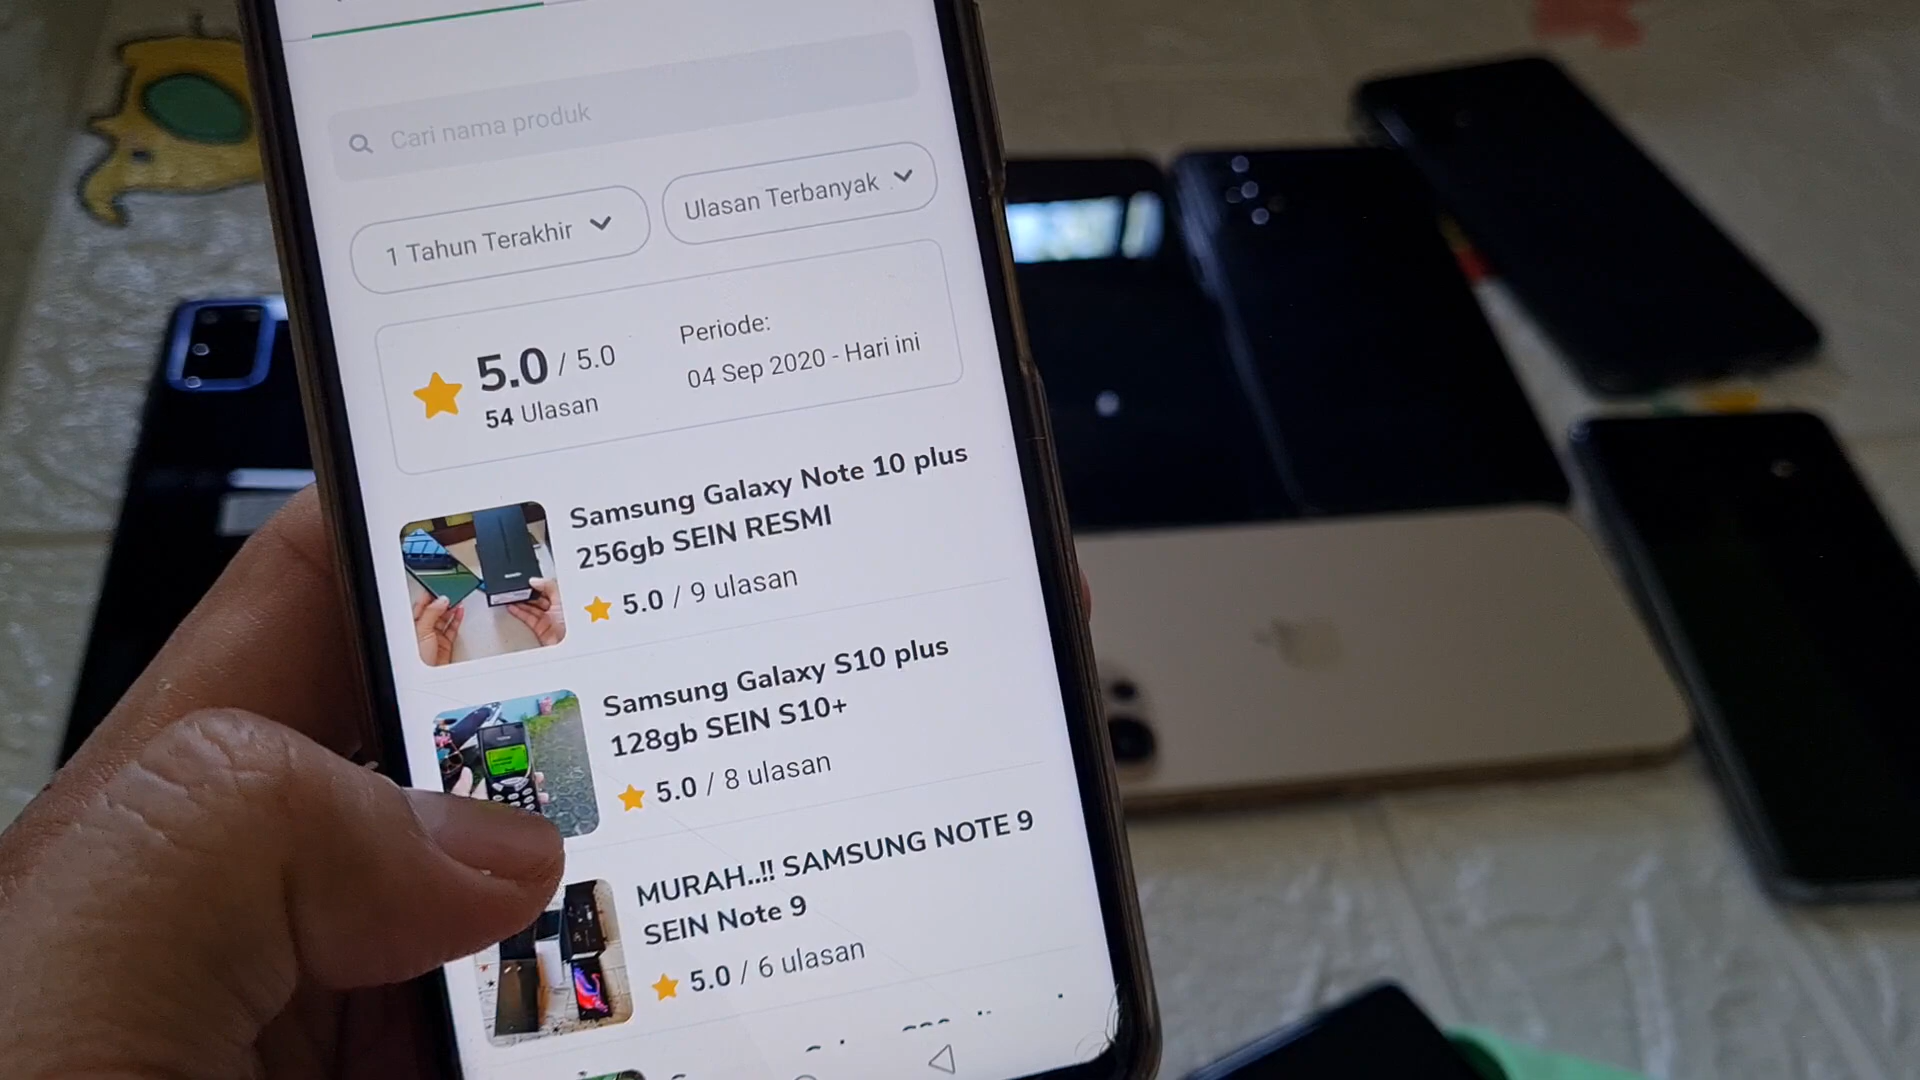 Cari nama produk
1 Tahun Terakhir
Ulasan Terbanyak
5.0 / 5.0
54 Ulasan
Periode:
04 Sep 2020 - Hari ini
Samsung Galaxy Note 10 plus
256gb SEIN RESMI
5.0 / 9 ulasan
Samsung Galaxy S10 plus
128gb SEIN S10+
5.0 / 8 ulasan
MURAH..!! SAMSUNG NOTE 9
SEIN Note 9
5.0 / 6 ulasan